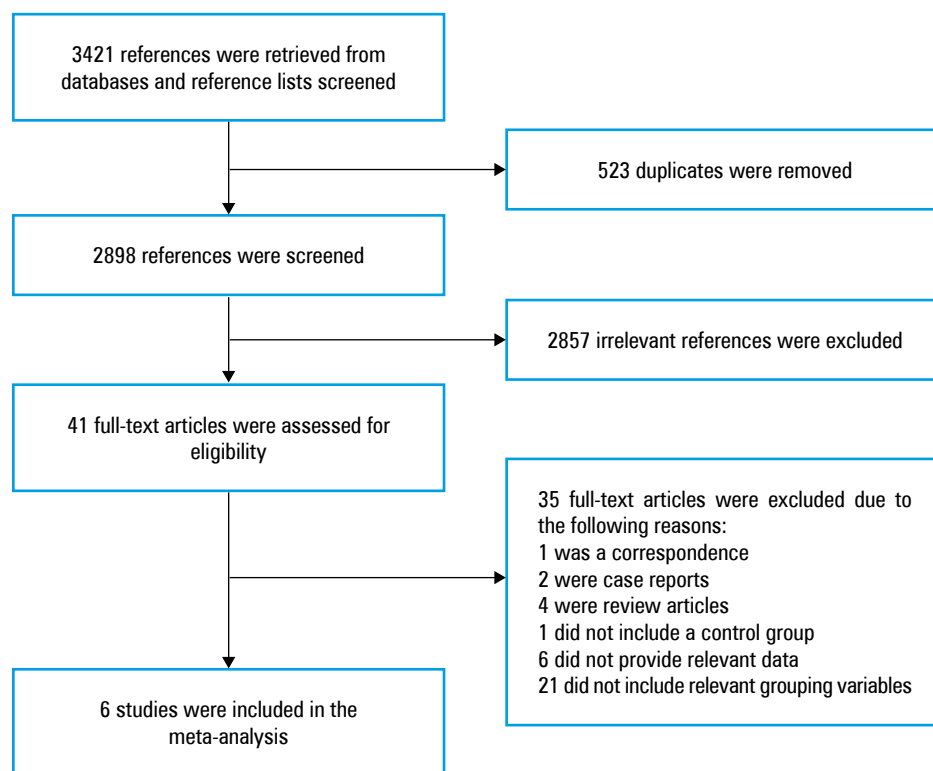 3421 references were retrieved from
databases and reference lists screened
523 duplicates were removed
2898 references were screened
2857 irrelevant references were excluded
41 full-text articles were assessed for
eligibility
35 full-text articles were excluded due to
the following reasons:
1 was a correspondence
2 were case reports
4 were review articles
1 did not include a control group
6 did not provide relevant data
21 did not include relevant grouping variables
6 studies were included in the
meta-analysis